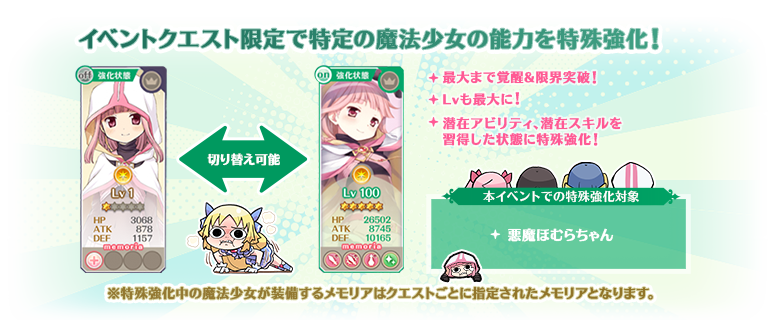 イベントクエスト限定で特定の魔法少女の能力を特殊強化！
off 強化状態
Lv 1
HP 3068
ATK 878
DEF 1157
memoria
切り替え可能
on 強化状態
Lv 100
HP 26502
ATK 8745
DEF 10165
memoria
最大まで覚醒&限界突破！
Lvも最大に！
潜在アビリティ、潜在スキルを
習得した状態に特殊強化！
本イベントでの特殊強化対象
悪魔ほむらちゃん
※特殊強化中の魔法少女が装備するメモリアはクエストごとに指定されたメモリアとなります。